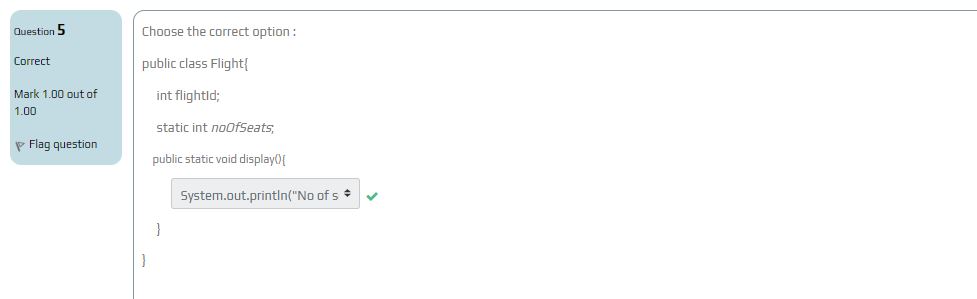 Question 5
Correct
Mark 1.00 out of
1.00
Flag question
Choose the correct option :
public class Flight{
int flightId;
static int noOfSeats;
public static void display(){
System.out.println("No of s
}
}